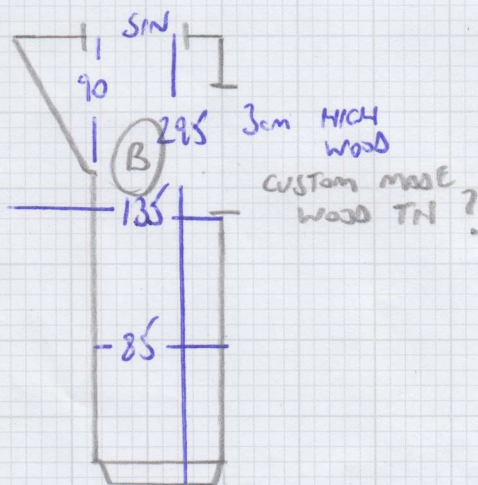 SIN
90
B 295 3cm HIGH
WOOD
CUSTOM MADE
135 WOOD TN ?
85